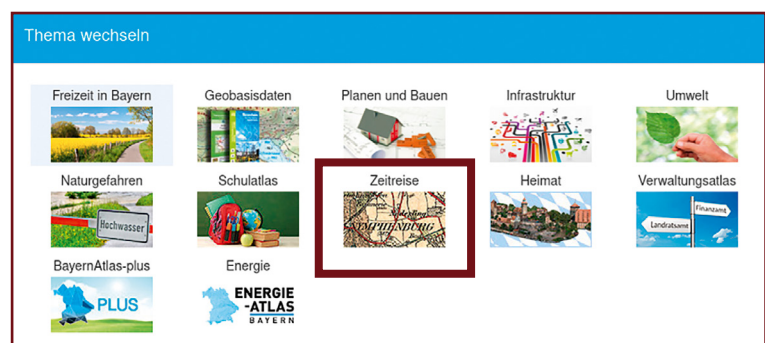 Thema wechseln
Freizeit in Bayern
Geobasisdaten
Planen und Bauen
Infrastruktur
Umwelt
Naturgefahren
Schulatlas
Zeitreise
Heimat
Verwaltungsatlas
Hochwasser
NYMPHENBURG
Finanzamt
Landratsamt
BayernAtlas-plus
Energie
PLUS
ENERGIE
-ATLAS
BAYERN